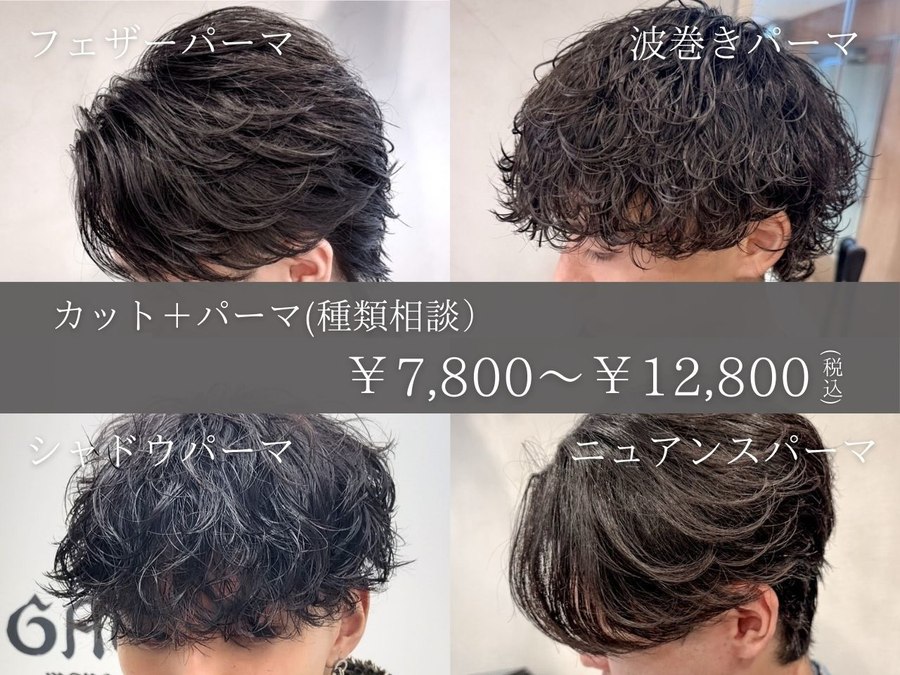 フェザーパーマ
波巻きパーマ
カット＋パーマ(種類相談）
￥7,800〜￥12,800(税込)
シャドウパーマ
ニュアンスパーマ